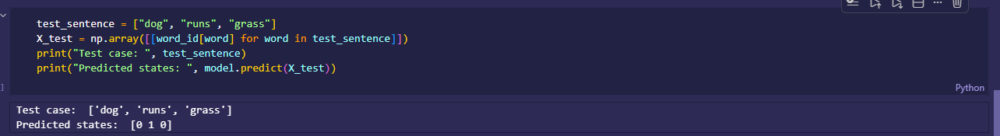 test_sentence = ["dog", "runs", "grass"]
X_test = np.array([[word_id[word] for word in test_sentence]])
print("Test case: ", test_sentence)
print("Predicted states: ", model.predict(X_test))
]
Python
Test case:  ['dog', 'runs', 'grass']
Predicted states:  [0 1 0]